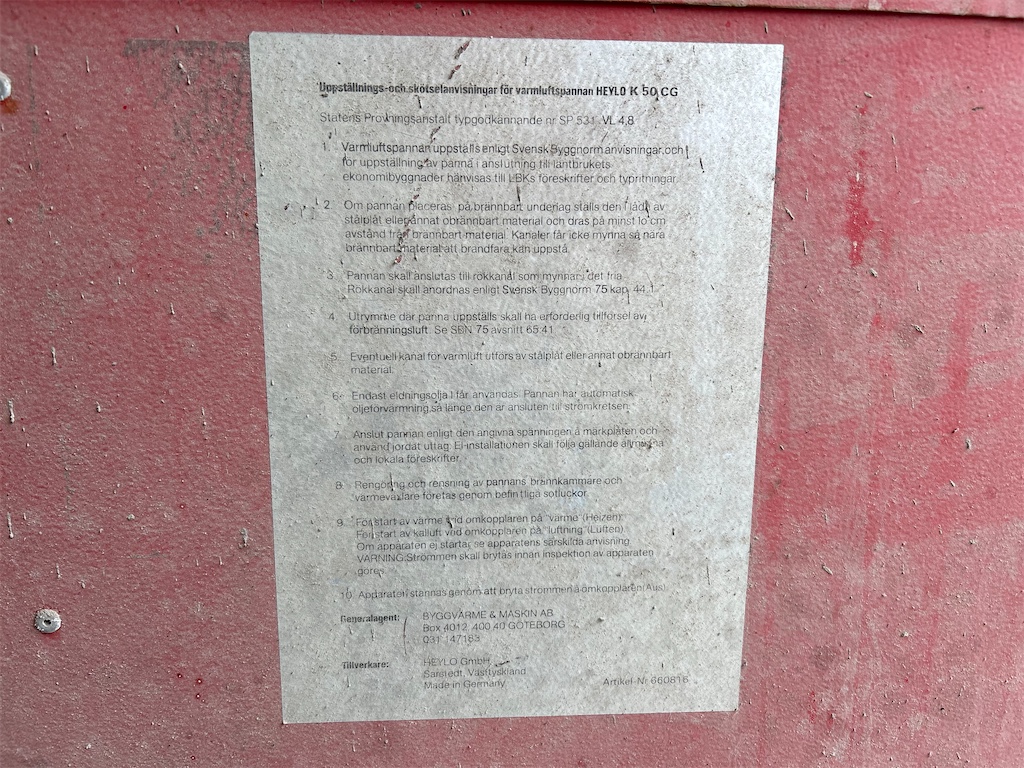 Uppställnings-och skötselanvisningar för varmluftspannan HEYLO K 50 CG
Statens Provningsanstalt typgodkännande nr SP 531 VL 4,8
1. Varmluftspannan uppställs enligt Svensk Byggnorm anvisningar, och
för uppställning av panna i anslutning till lantbrukets
ekonomibyggnader hänvisas till LBKs föreskrifter och typritningar.
2. Om pannan placeras på brännbart underlag ställs den i låda av
stålplåt eller annat obrännbart material och dras på minst 10 cm
avstånd från brännbart material. Kanaler får icke mynna så nära
brännbart material att brandfara kan uppstå.
3. Pannan skall anslutas till rökkanal som mynnar i det fria.
Rökkanal skall anordnas enligt Svensk Byggnorm 75 kap. 44.1
4. Utrymme där panna uppställs skall ha erforderlig tillförsel av
förbränningsluft. Se SBN 75 avsnitt 65:41
5. Eventuell kanal för varmluft utförs av stålplåt eller annat obrännbart
material.
6. Endast eldningsolja I får användas. Pannan har automatisk
oljeförvärmning så länge den är ansluten till strömkretsen.
7. Anslut pannan enligt den angivna spänningen å märkplåten och
använd jordat uttag. El-installationen skall följa gällande allmänna
och lokala föreskrifter.
8. Rengöring och rensning av pannans brännkammare och
värmeväxlare företas genom befintliga sotluckor.
9. För start av värme vrid omkopplaren på "värme" (Heizen).
För start av kalluft vrid omkopplaren på "luftning" (Lüften).
Om apparaten ej startar, se apparatens särskilda anvisning
VARNING: Strömmen skall brytas innan inspektion av apparaten
göres.
10. Apparaten stannas genom att bryta strömmen å omkopplaren (Aus).
Generalagent: BYGGVÄRME & MASKIN AB
Box 4012, 400 40 GÖTEBORG
031 147183
Tillverkare: HEYLO GmbH
Sarstedt, Västtyskland
Made in Germany
Artikel-Nr 660816